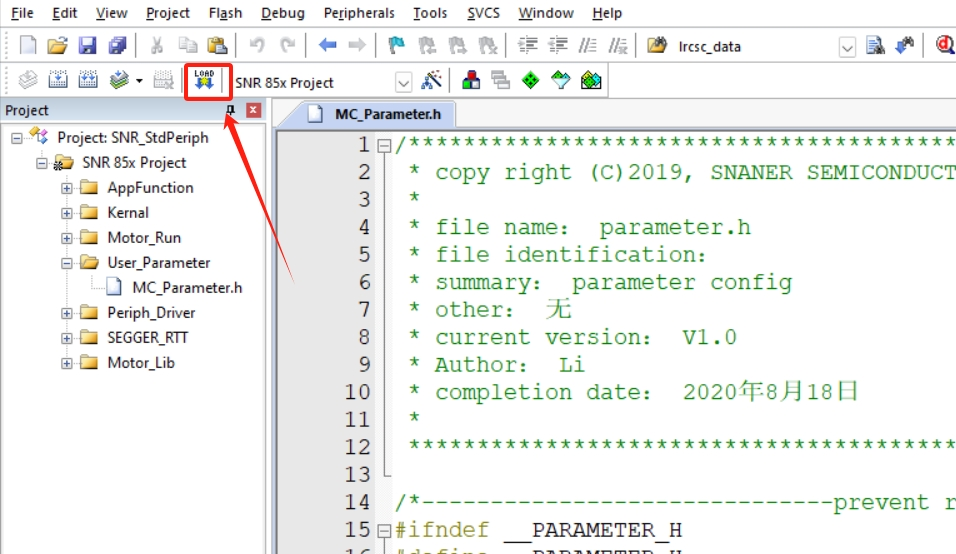 File Edit View Project Flash Debug Peripherals Tools SVCS Window Help
lrcsc_data
LOAD SNR 85x Project
Project
MC_Parameter.h
Project: SNR_StdPeriph
SNR 85x Project
AppFunction
Kernal
Motor_Run
User_Parameter
MC_Parameter.h
Periph_Driver
SEGGER_RTT
Motor_Lib
1 /****************************************
2 * copy right (C)2019, SNANER SEMICONDUCT
3 *
4 * file name: parameter.h
5 * file identification:
6 * summary: parameter config
7 * other: 无
8 * current version: V1.0
9 * Author: Li
10 * completion date: 2020年8月18日
11 *
12 ****************************************
13
14 /*------------------------------prevent r
15 #ifndef __PARAMETER_H
16 #define __PARAMETER_H